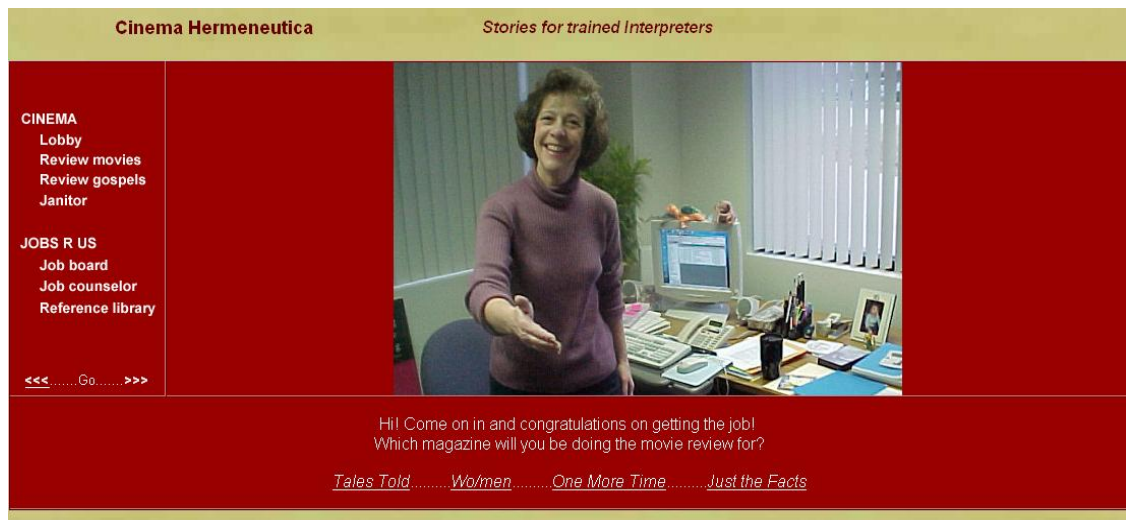 Cinema Hermeneutica Stories for trained Interpreters
CINEMA
Lobby
Review movies
Review gospels
Janitor
JOBS R US
Job board
Job counselor
Reference library
<<<.......Go.......>>>
Hi! Come on in and congratulations on getting the job!
Which magazine will you be doing the movie review for?
Tales Told.........Wo/men.........One More Time.........Just the Facts